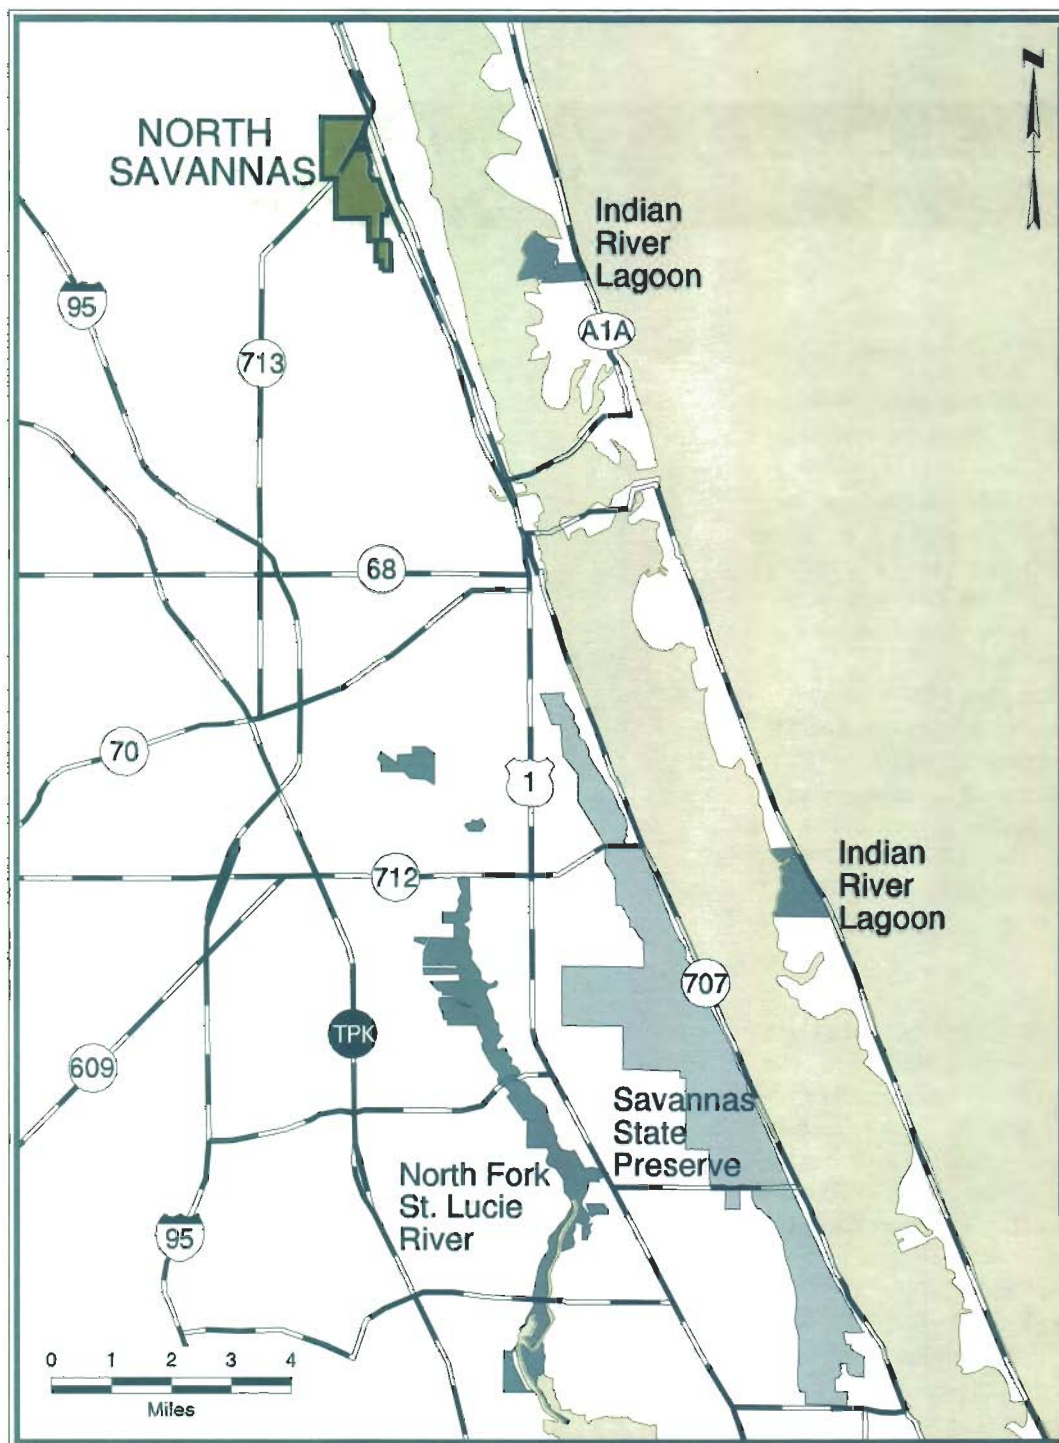 N
NORTH
SAVANNAS
Indian
River
Lagoon
95
A1A
713
68
70
1
712
Indian
River
Lagoon
707
TPK
609
Savannas
State
Preserve
North Fork
St. Lucie
River
95
0 1 2 3 4
Miles